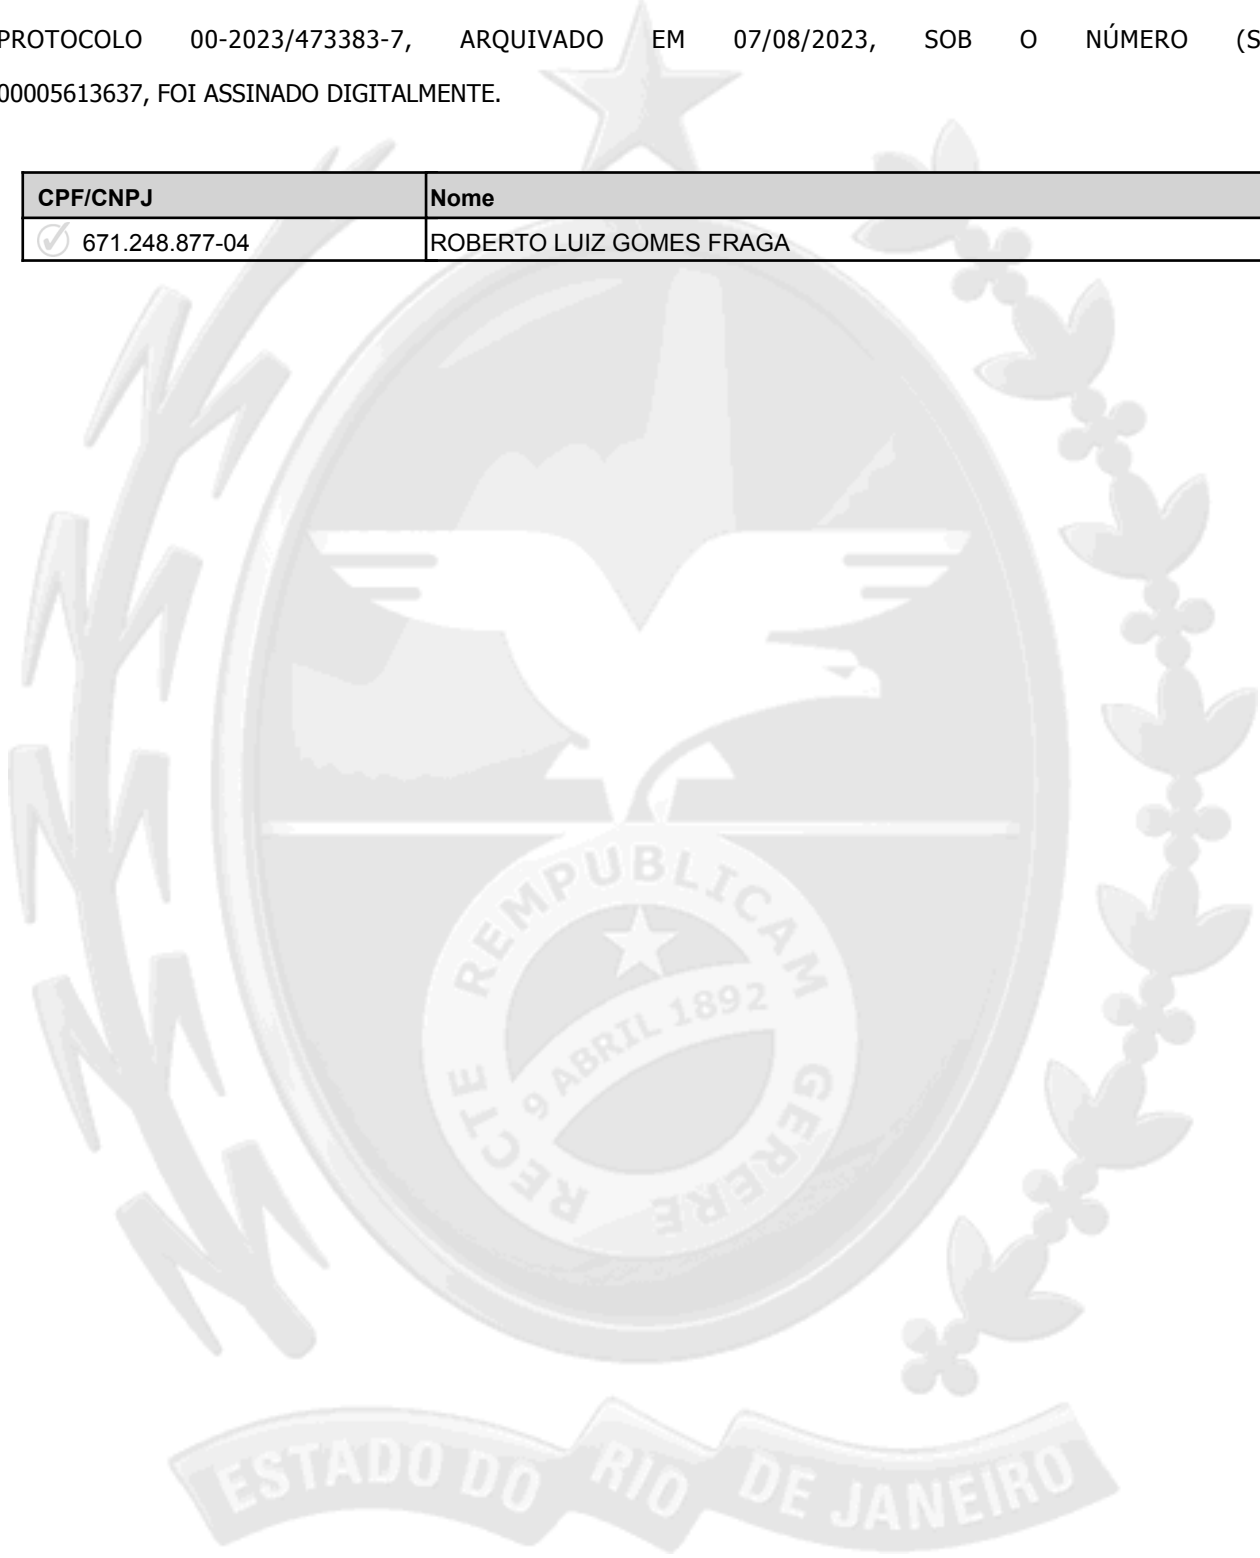 PROTOCOLO 00-2023/473383-7, ARQUIVADO EM 07/08/2023, SOB O NÚMERO (S
00005613637, FOI ASSINADO DIGITALMENTE.
CPF/CNPJ Nome
671.248.877-04 ROBERTO LUIZ GOMES FRAGA
RECTE REMPUBLICAM GERERE
9 ABRIL 1892
ESTADO DO RIO DE JANEIRO